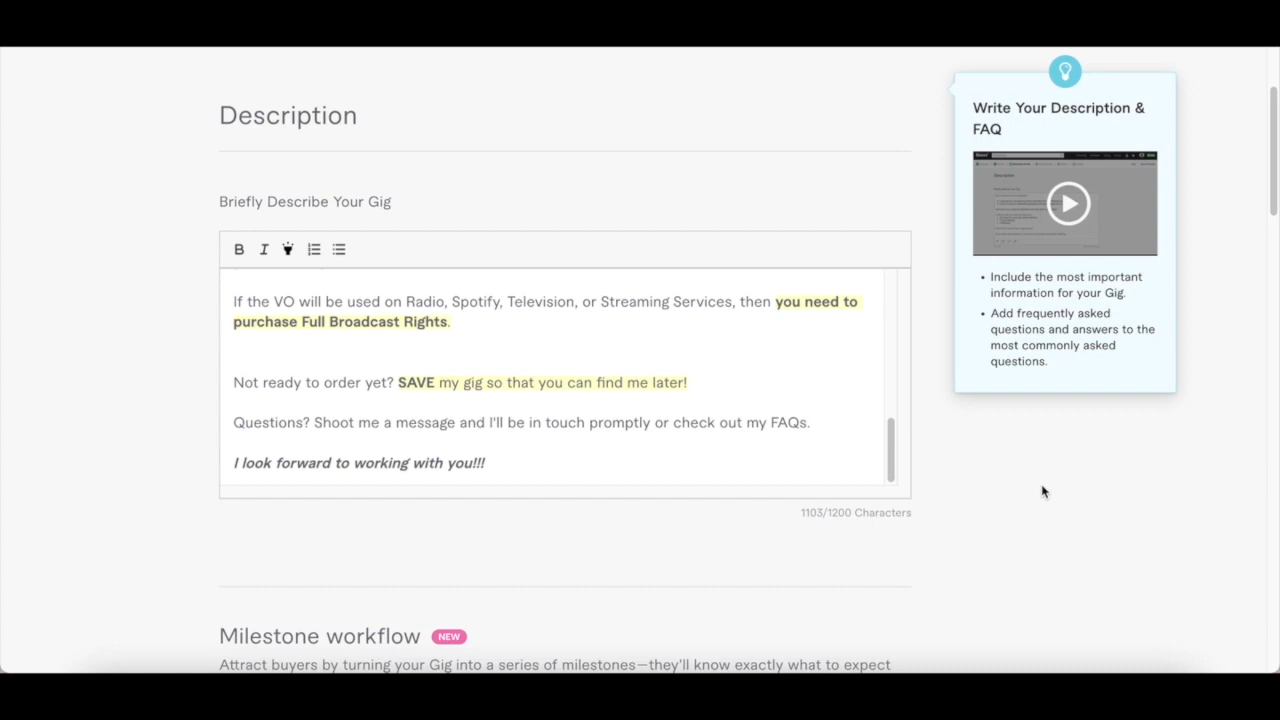 Description
Briefly Describe Your Gig
B I
If the VO will be used on Radio, Spotify, Television, or Streaming Services, then you need to
purchase Full Broadcast Rights.
Not ready to order yet? SAVE my gig so that you can find me later!
Questions? Shoot me a message and I'll be in touch promptly or check out my FAQs.
I look forward to working with you!!!
1103/1200 Characters
Milestone workflow NEW
Attract buyers by turning your Gig into a series of milestones—they'll know exactly what to expect
Write Your Description &
FAQ
• Include the most important
information for your Gig.
• Add frequently asked
questions and answers to the
most commonly asked
questions.